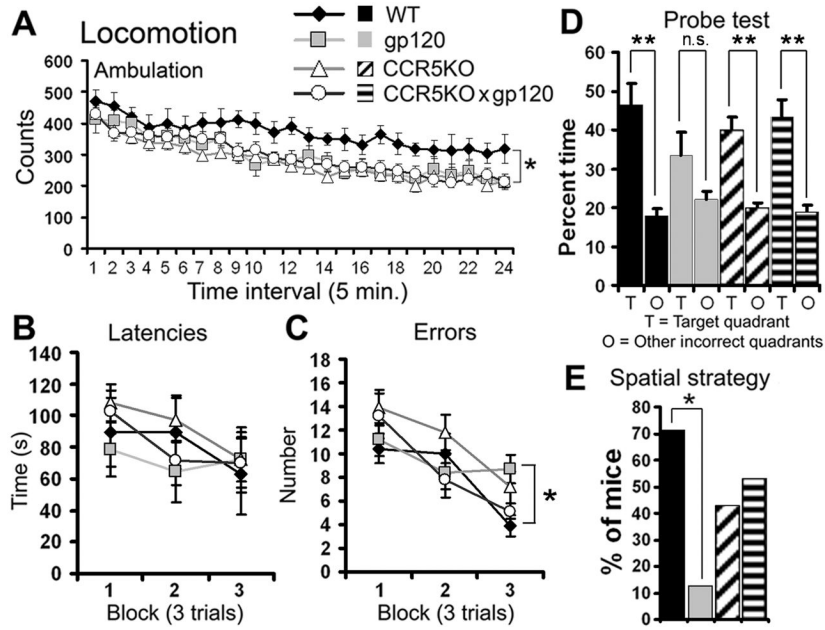 A Locomotion
WT
gp120
CCR5KO
CCR5KO x gp120
Ambulation
Counts
600
500
400
300
200
100
0
*
1 2 3 4 5 6 7 8 9 10 12 14 16 18 20 22 24
Time interval (5 min.)
B Latencies
Time (s)
140
120
100
80
60
40
20
0
1 2 3
Block (3 trials)
C Errors
Number
18
16
14
12
10
8
6
4
2
0
*
1 2 3
Block (3 trials)
D Probe test
** n.s. ** **
Percent time
60
50
40
30
20
10
0
T O T O T O T O
T = Target quadrant
O = Other incorrect quadrants
E Spatial strategy
% of mice
80
70
60
50
40
30
20
10
0
*